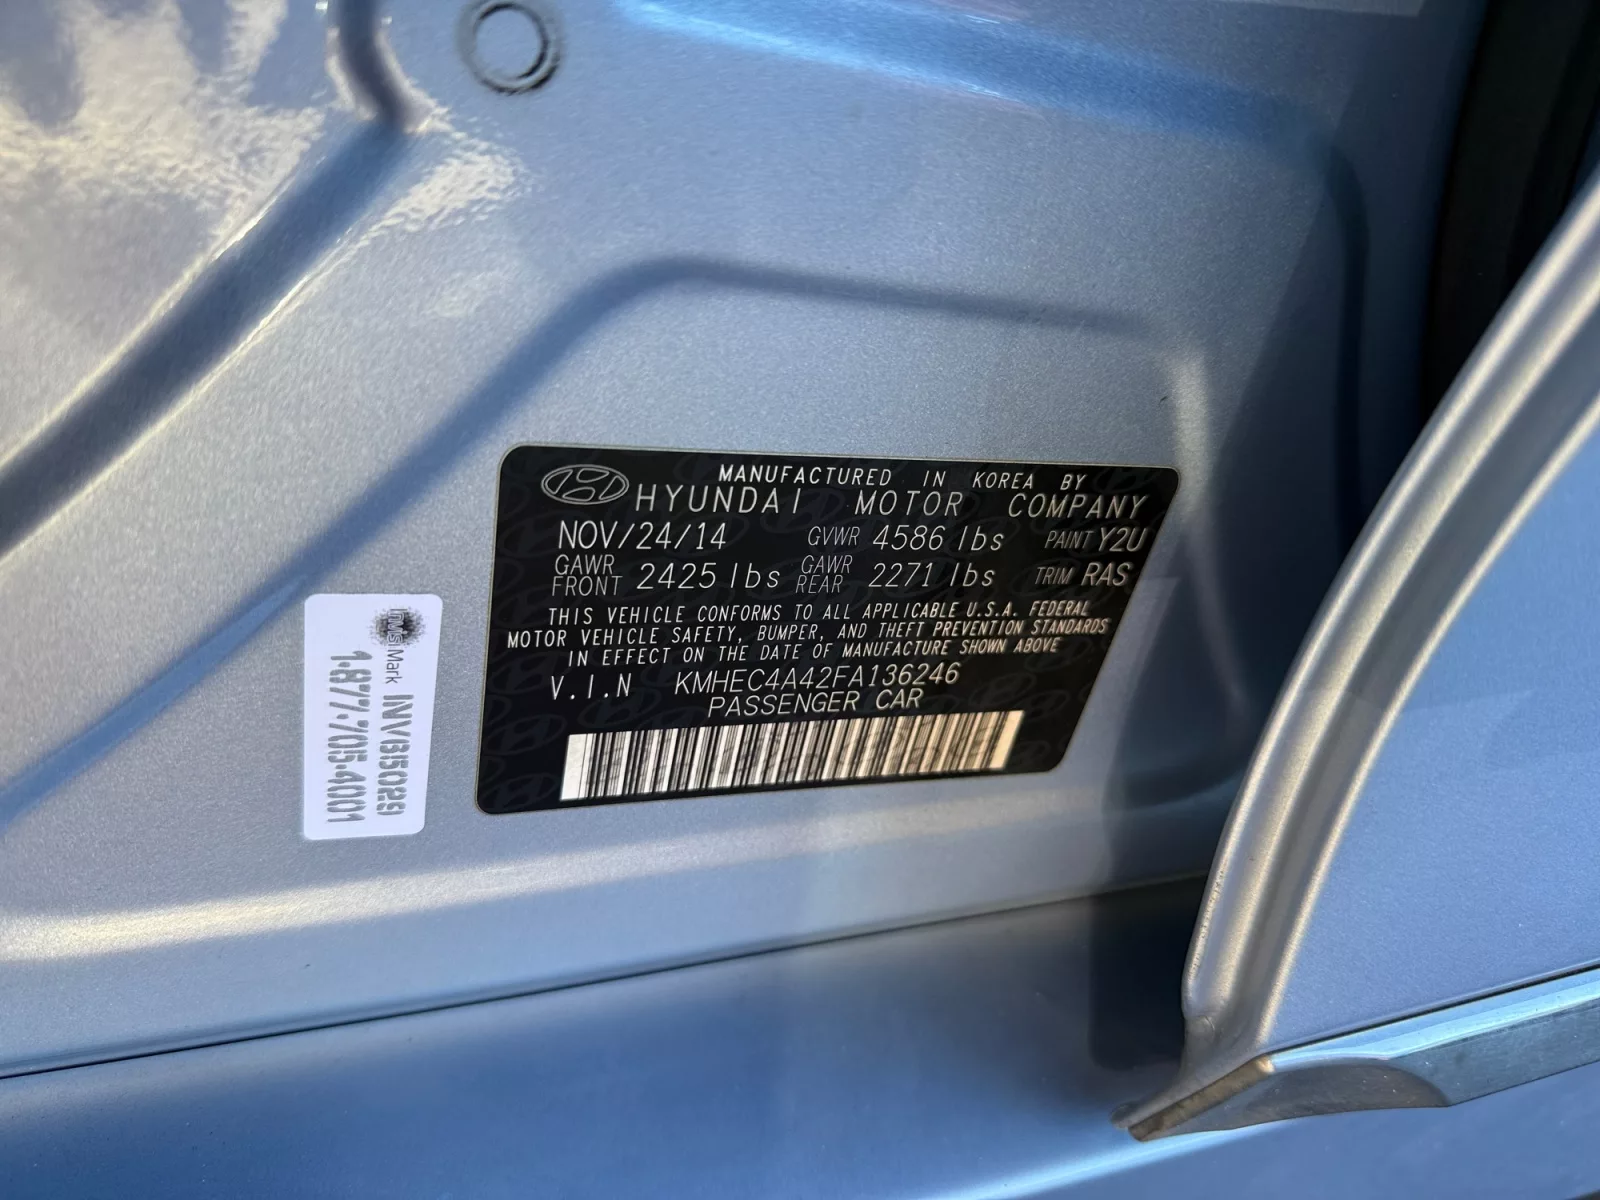 MANUFACTURED IN KOREA BY
HYUNDAI MOTOR COMPANY
NOV/24/14 GVWR 4586 lbs PAINT Y2U
GAWR FRONT 2425 lbs GAWR REAR 2271 lbs TRIM RAS
THIS VEHICLE CONFORMS TO ALL APPLICABLE U.S.A. FEDERAL
MOTOR VEHICLE SAFETY, BUMPER, AND THEFT PREVENTION STANDARDS
IN EFFECT ON THE DATE OF MANUFACTURE SHOWN ABOVE
V.I.N KMHEC4A42FA136246
PASSENGER CAR
InvisiMark INVB5029
1-877-705-4001